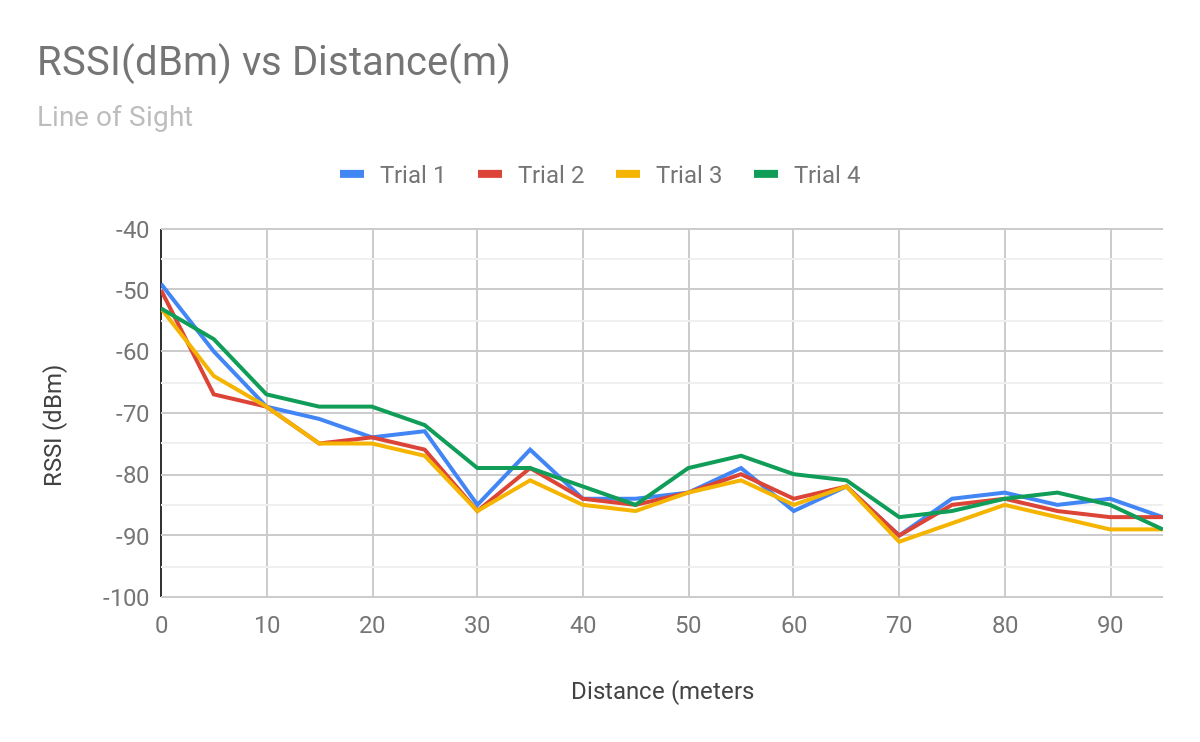 RSSI(dBm) vs Distance(m)
Line of Sight
Trial 1 Trial 2 Trial 3 Trial 4
-40
-50
-60
-70
-80
-90
-100
RSSI (dBm)
0 10 20 30 40 50 60 70 80 90
Distance (meters